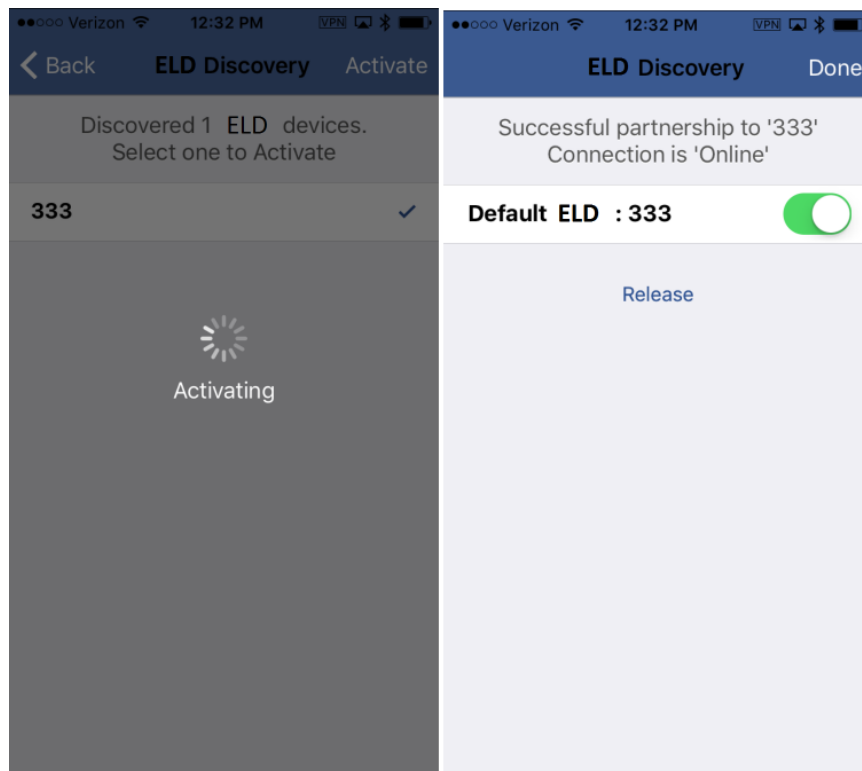 Verizon 12:32 PM VPN
Back ELD Discovery Activate
Discovered 1 ELD devices.
Select one to Activate
333
Activating
Verizon 12:32 PM VPN
ELD Discovery Done
Successful partnership to '333'
Connection is 'Online'
Default ELD : 333
Release